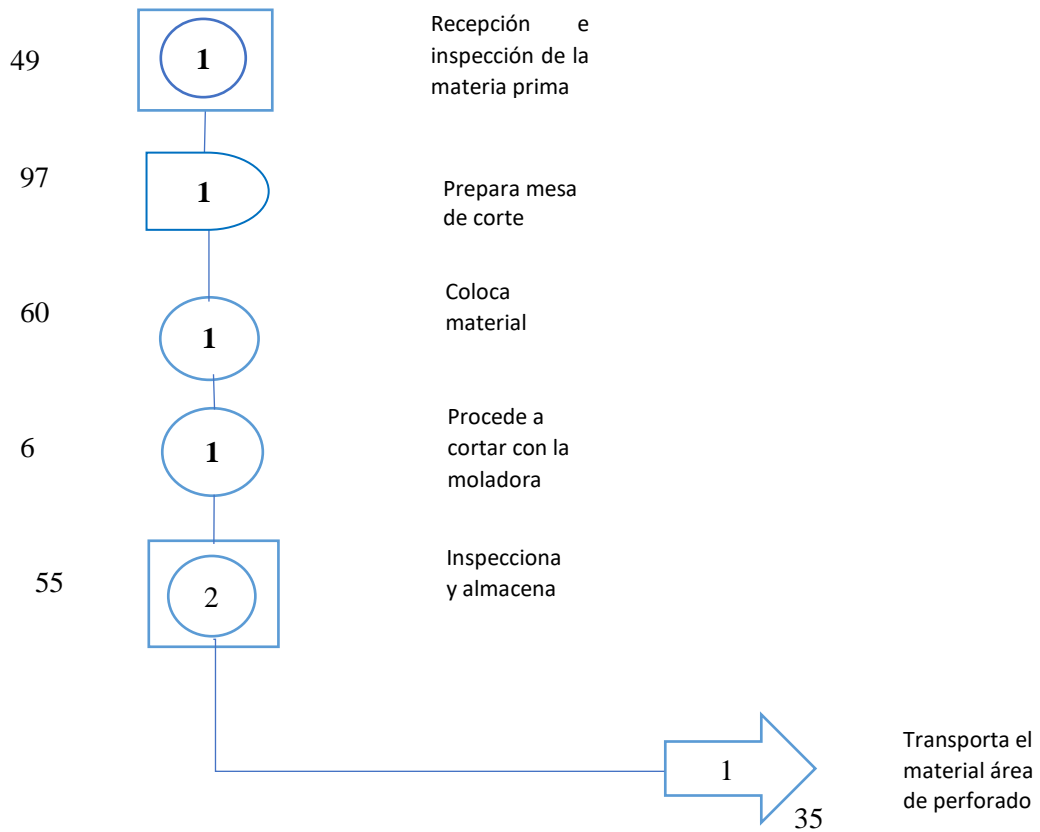 49
1
Recepción e
inspección de la
materia prima
97
1
Prepara mesa
de corte
60
1
Coloca
material
6
1
Procede a
cortar con la
moladora
55
2
Inspecciona
y almacena
1
35
Transporta el
material área
de perforado